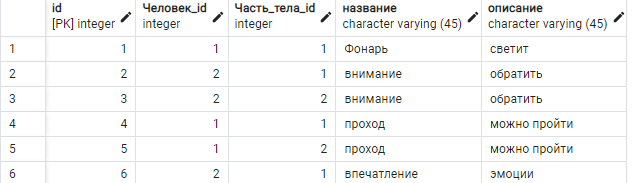 id Человек_id Часть_тела_id название описание
[PK] integer integer integer character varying (45) character varying (45)
1 1 1 1 Фонарь светит
2 2 2 1 внимание обратить
3 3 2 2 внимание обратить
4 4 1 1 проход можно пройти
5 5 1 2 проход можно пройти
6 6 2 1 впечатление эмоции